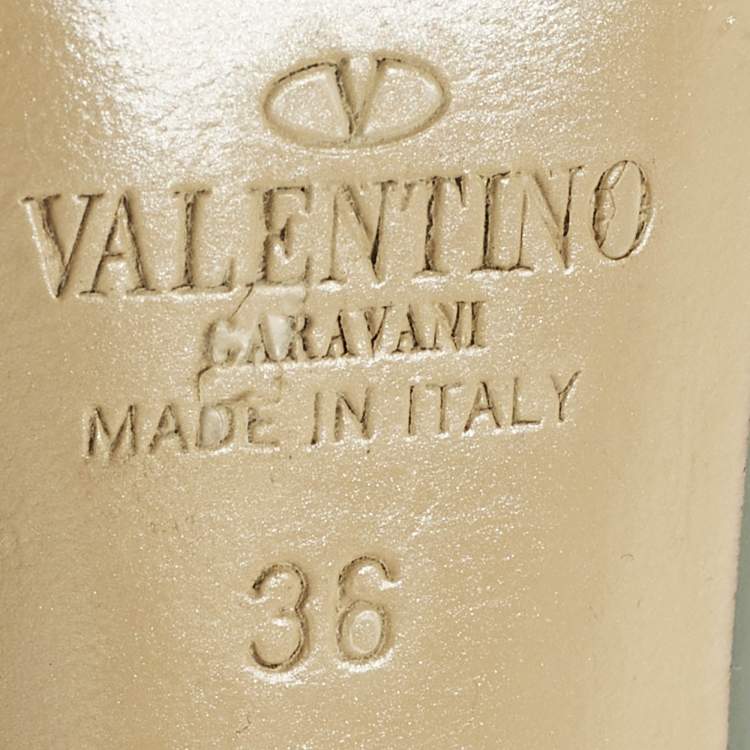 V
VALENTINO
GARAVANI
MADE IN ITALY
36